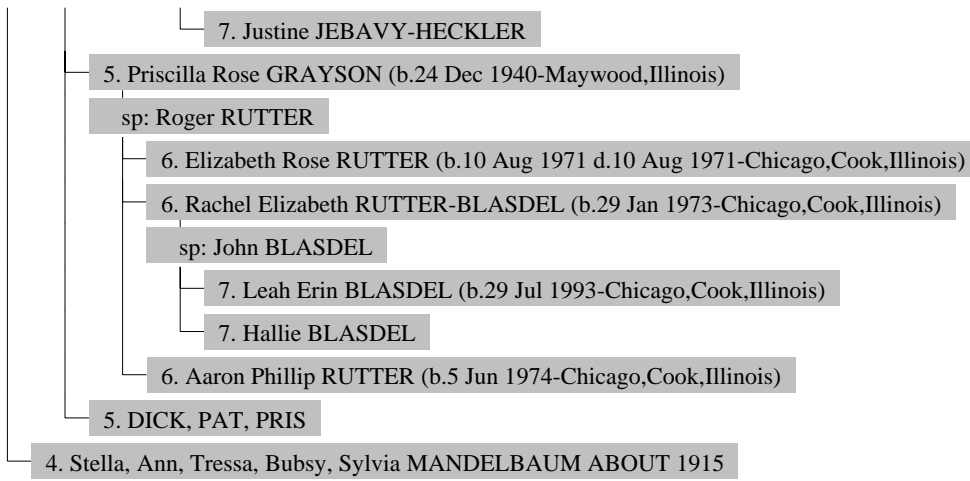 7. Justine JEBAVY-HECKLER
5. Priscilla Rose GRAYSON (b.24 Dec 1940-Maywood,Illinois)
sp: Roger RUTTER
6. Elizabeth Rose RUTTER (b.10 Aug 1971 d.10 Aug 1971-Chicago,Cook,Illinois)
6. Rachel Elizabeth RUTTER-BLASDEL (b.29 Jan 1973-Chicago,Cook,Illinois)
sp: John BLASDEL
7. Leah Erin BLASDEL (b.29 Jul 1993-Chicago,Cook,Illinois)
7. Hallie BLASDEL
6. Aaron Phillip RUTTER (b.5 Jun 1974-Chicago,Cook,Illinois)
5. DICK, PAT, PRIS
4. Stella, Ann, Tressa, Bubsy, Sylvia MANDELBAUM ABOUT 1915